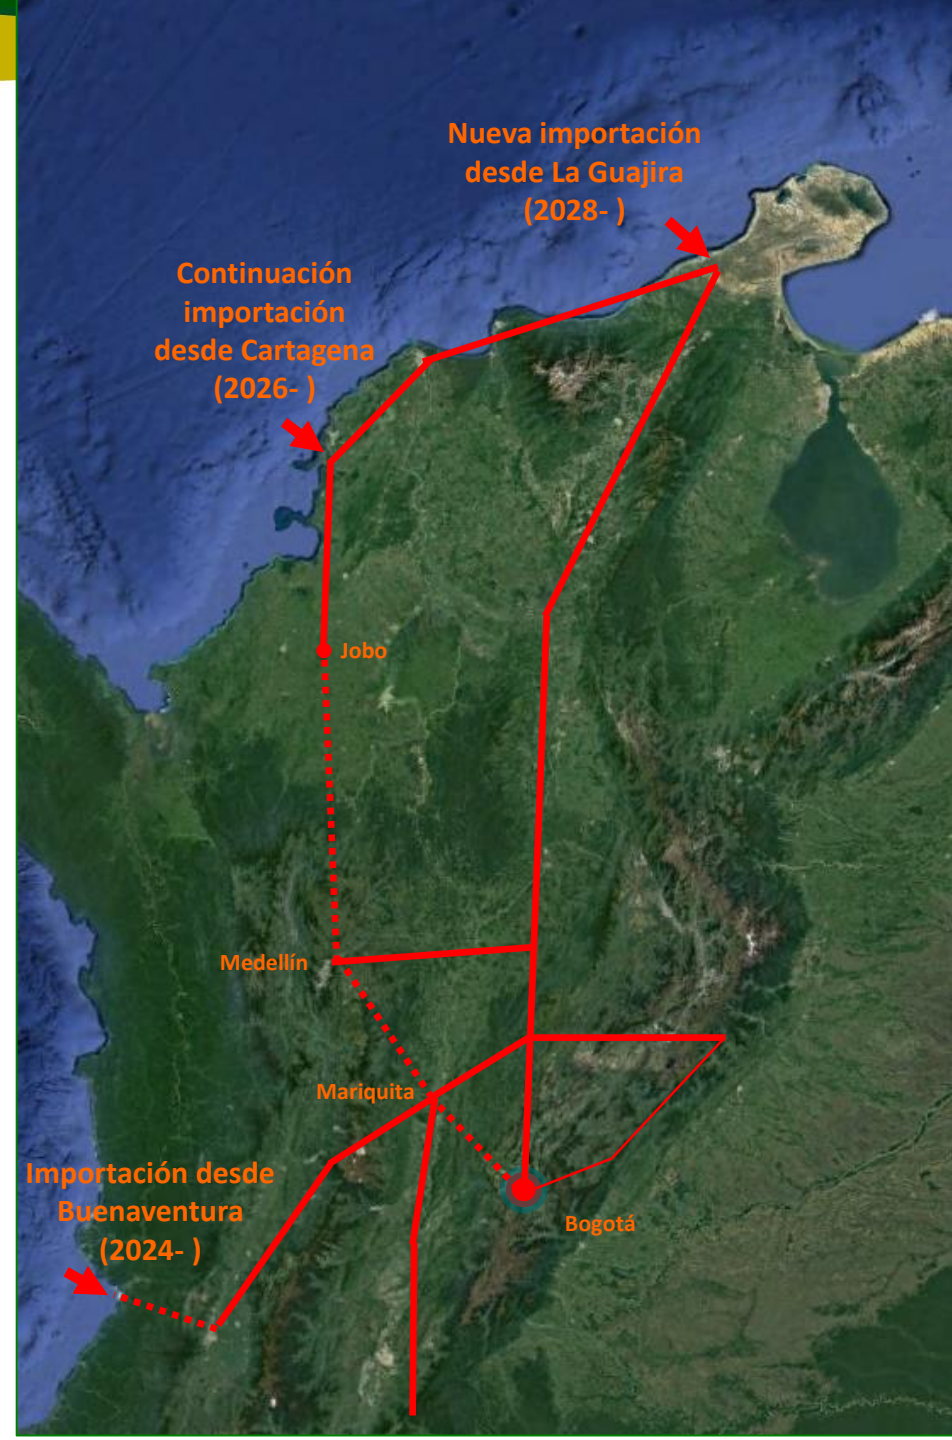 Nueva importación
desde La Guajira
(2028- )
Continuación
importación
desde Cartagena
(2026- )
Jobo
Medellín
Mariquita
Importación desde
Buenaventura
(2024- )
Bogotá